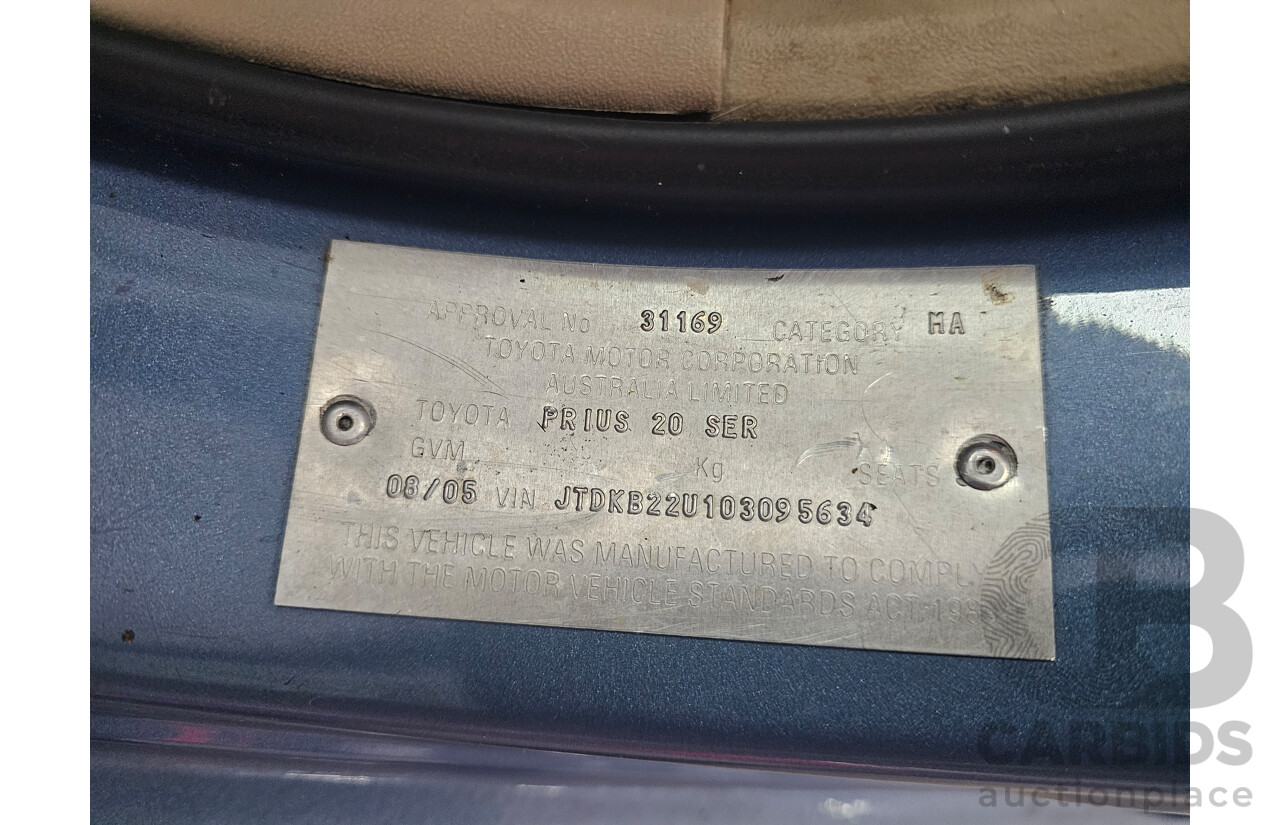 APPROVAL No 31169 CATEGORY MA
TOYOTA MOTOR CORPORATION
AUSTRALIA LIMITED
TOYOTA PRIUS 20 SER
GVM Kg SEATS
08/05 VIN JTDKB22U103095634
THIS VEHICLE WAS MANUFACTURED TO COMPLY
WITH THE MOTOR VEHICLE STANDARDS ACT
B
CARBIDS
auctionplace